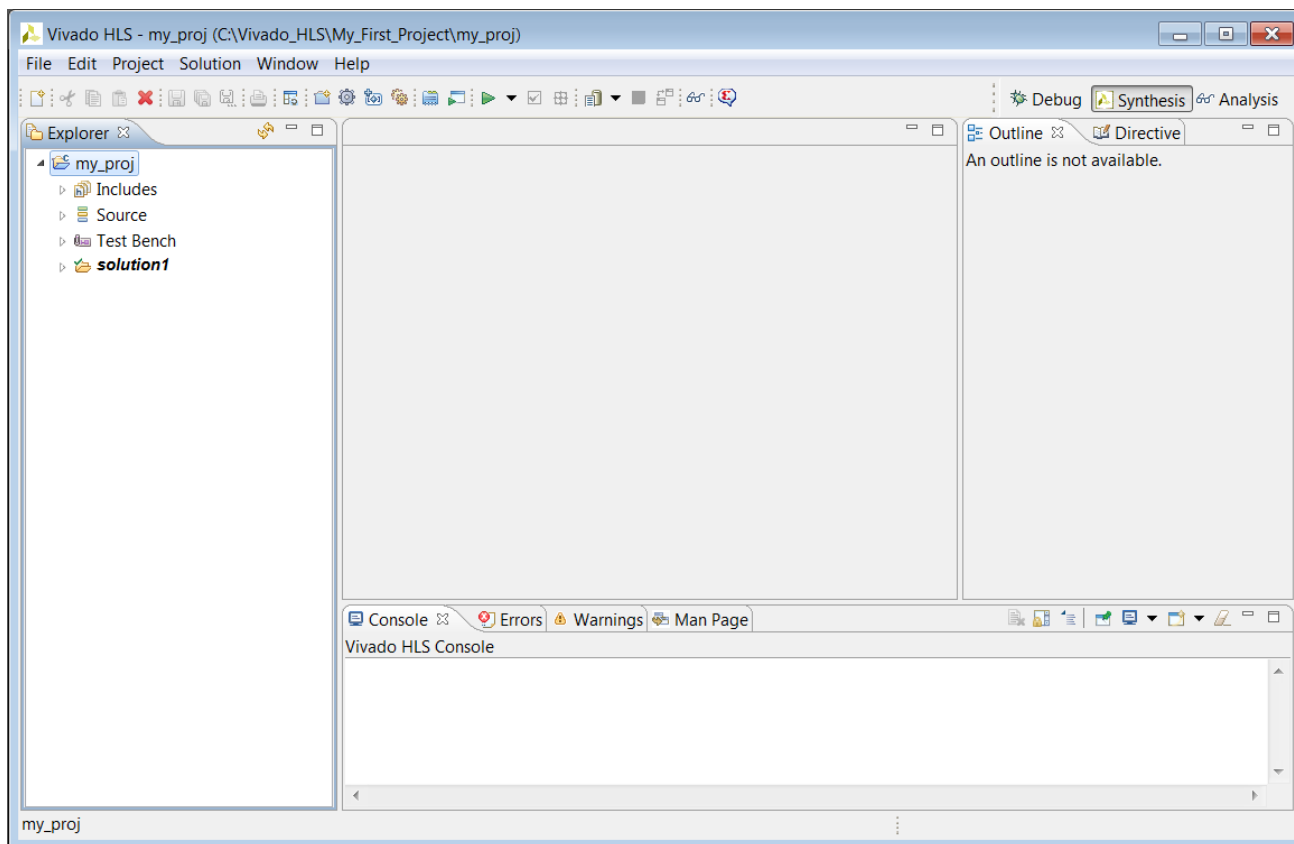 Vivado HLS - my_proj (C:\Vivado_HLS\My_First_Project\my_proj)
File Edit Project Solution Window Help
Debug Synthesis Analysis
Explorer
my_proj
Includes
Source
Test Bench
solution1
Outline Directive
An outline is not available.
Console Errors Warnings Man Page
Vivado HLS Console
my_proj